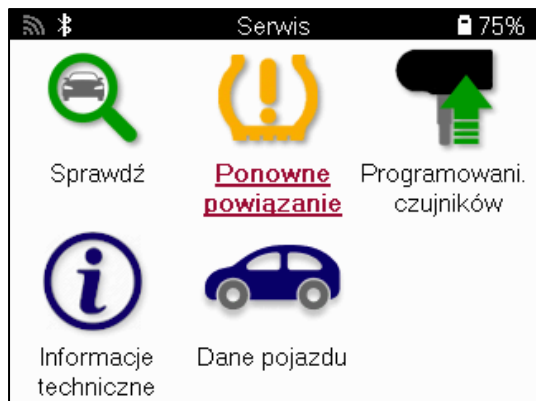 Serwis
75%
Sprawdź
Ponowne
powiązanie
Programowani.
czujników
Informacje
techniczne
Dane pojazdu